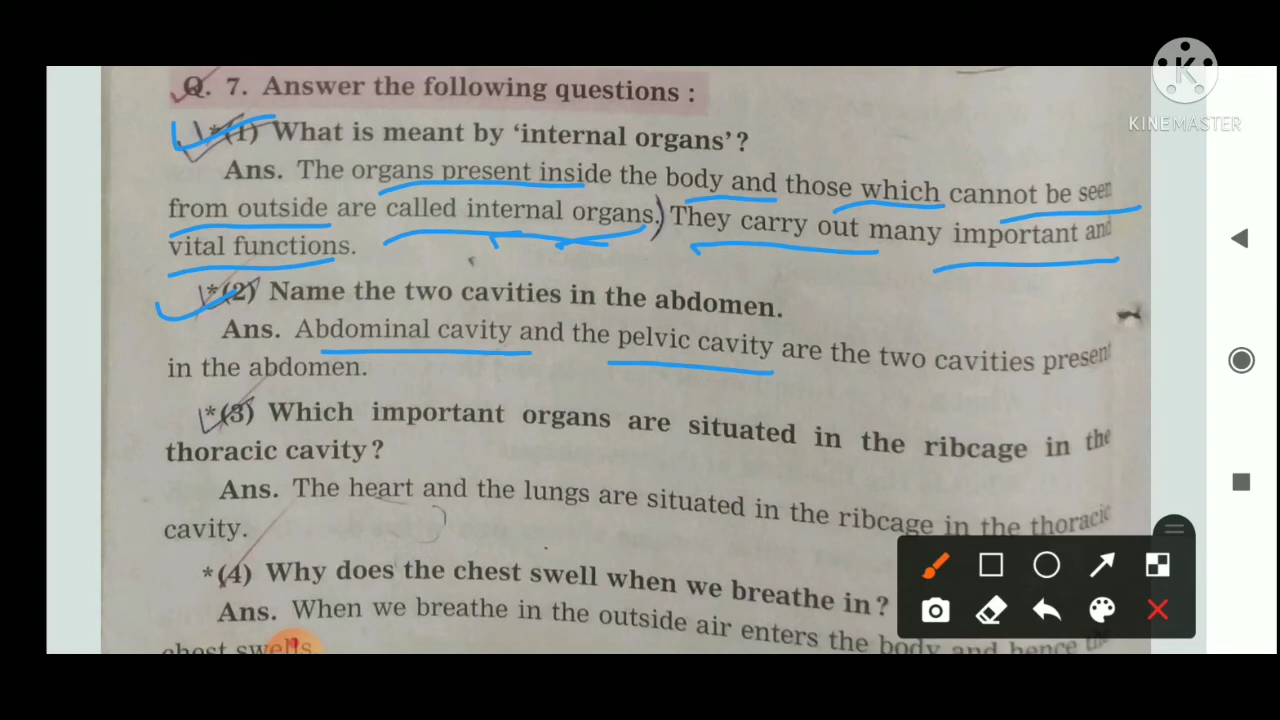 KINEMASTER
Q. 7. Answer the following questions :
*(1) What is meant by ‘internal organs’?
Ans. The organs present inside the body and those which cannot be seen
from outside are called internal organs. They carry out many important and
vital functions.
*(2) Name the two cavities in the abdomen.
Ans. Abdominal cavity and the pelvic cavity are the two cavities present
in the abdomen.
*(3) Which important organs are situated in the ribcage in the
thoracic cavity?
Ans. The heart and the lungs are situated in the ribcage in the thoracic
cavity.
*(4) Why does the chest swell when we breathe in?
Ans. When we breathe in the outside air enters the body and hence the
chest swells.